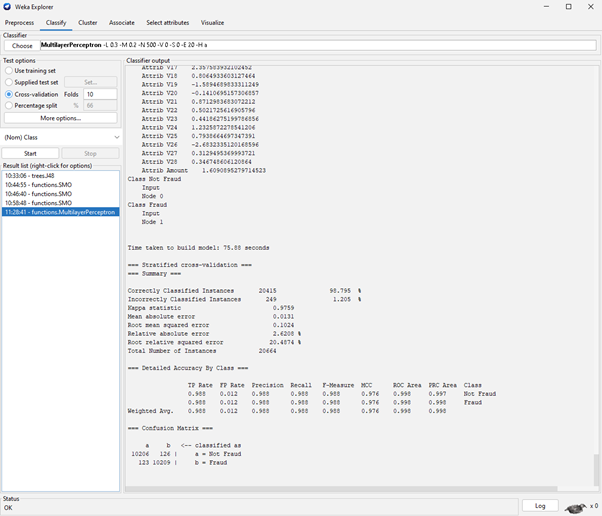 Weka Explorer
Preprocess Classify Cluster Associate Select attributes Visualize
Classifier
Choose MultilayerPerceptron -L 0.3 -M 0.2 -N 500 -V 0 -S 0 -E 20 -H a
Test options
Use training set
Supplied test set Set...
Cross-validation Folds 10
Percentage split % 66
More options...
(Nom) Class
Start Stop
Result list (right-click for options)
10:33:06 - trees.J48
10:44:55 - functions.SMO
10:46:40 - functions.SMO
10:58:48 - functions.SMO
11:28:41 - functions.MultilayerPerceptron
Classifier output
Attrib V17 2.357583932102452
Attrib V18 0.8064933603127464
Attrib V19 -1.5894689833311249
Attrib V20 -0.1410695157306857
Attrib V21 0.8712983683072212
Attrib V22 0.5021725616905796
Attrib V23 0.44186275199786856
Attrib V24 1.2325872278541206
Attrib V25 0.7938664697347391
Attrib V26 -2.6832335120168596
Attrib V27 0.3129495369993721
Attrib V28 0.346748606120864
Attrib Amount 1.6090895279714523
Class Not Fraud
Input
Node 0
Class Fraud
Input
Node 1
Time taken to build model: 75.88 seconds
=== Stratified cross-validation ===
=== Summary ===
Correctly Classified Instances 20415 98.795 %
Incorrectly Classified Instances 249 1.205 %
Kappa statistic 0.9759
Mean absolute error 0.0131
Root mean squared error 0.1024
Relative absolute error 2.6208 %
Root relative squared error 20.4874 %
Total Number of Instances 20664
=== Detailed Accuracy By Class ===
TP Rate FP Rate Precision Recall F-Measure MCC ROC Area PRC Area Class
0.988 0.012 0.988 0.988 0.988 0.976 0.998 0.997 Not Fraud
0.988 0.012 0.988 0.988 0.988 0.976 0.998 0.998 Fraud
Weighted Avg. 0.988 0.012 0.988 0.988 0.988 0.976 0.998 0.998
=== Confusion Matrix ===
a b <-- classified as
10206 126 | a = Not Fraud
123 10209 | b = Fraud
Status
OK
Log x 0